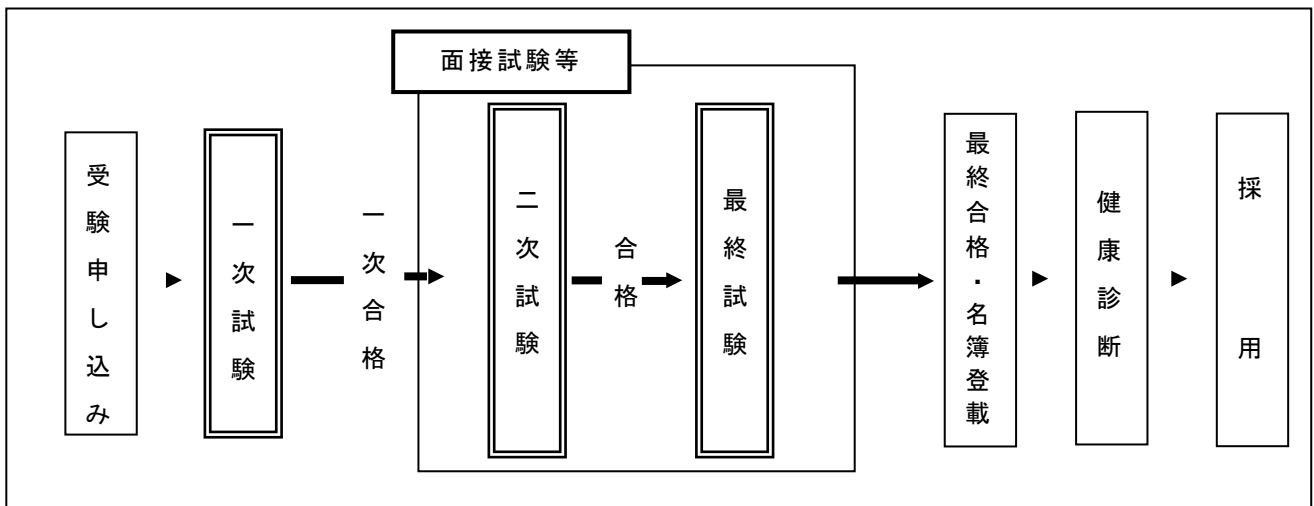 面接試験等
受験申し込み
一次試験
一次合格
二次試験
合格
最終試験
最終合格・名簿登載
健康診断
採用